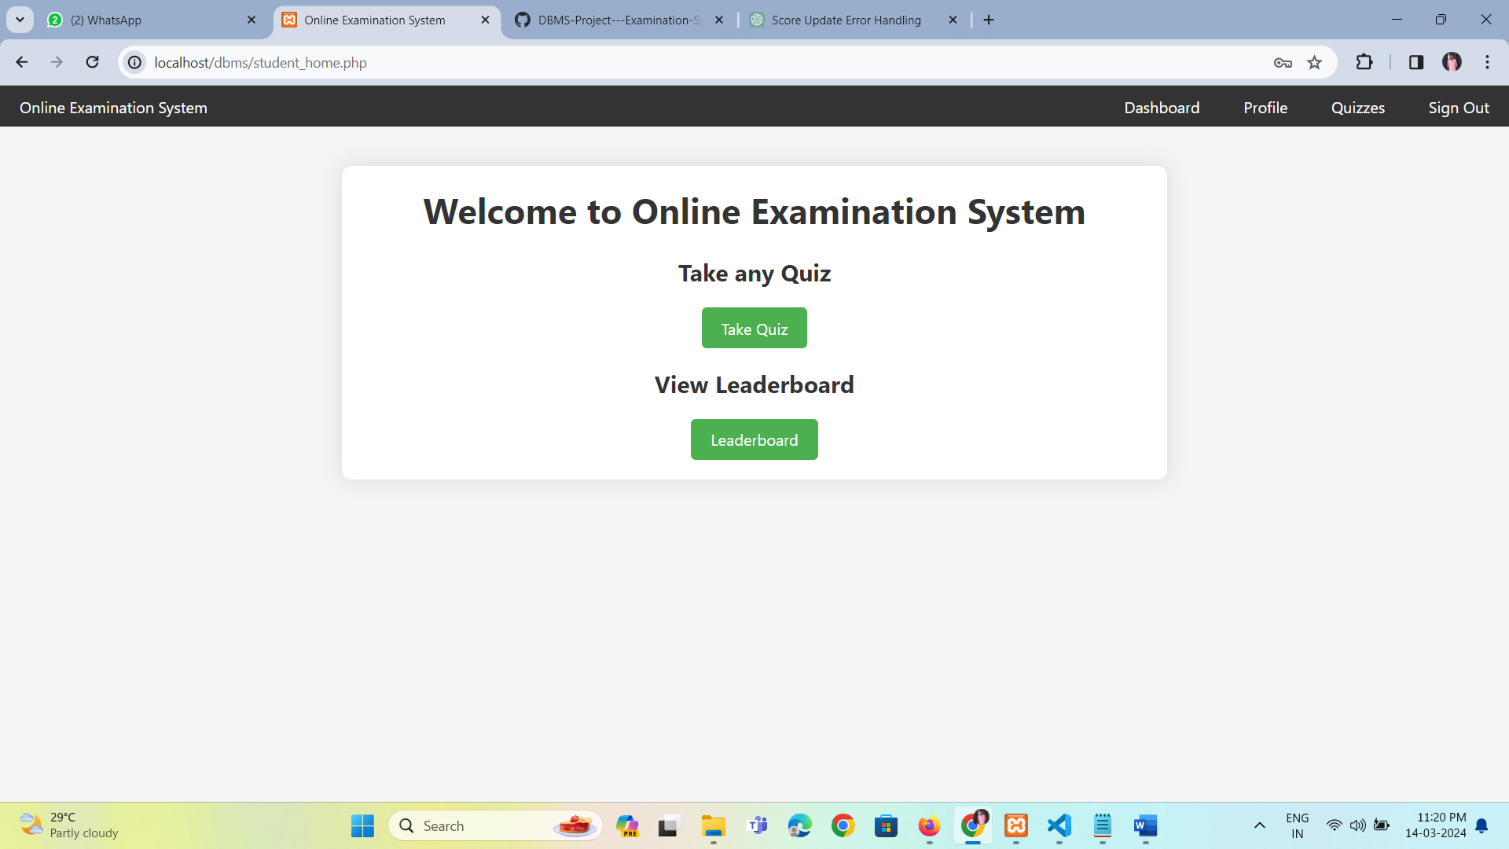 (2) WhatsApp
Online Examination System
DBMS-Project---Examination-Sy
Score Update Error Handling
localhost/dbms/student_home.php
Online Examination System
Dashboard
Profile
Quizzes
Sign Out
Welcome to Online Examination System
Take any Quiz
Take Quiz
View Leaderboard
Leaderboard
29°C
Partly cloudy
Search
PRE
ENG
IN
11:20 PM
14-03-2024